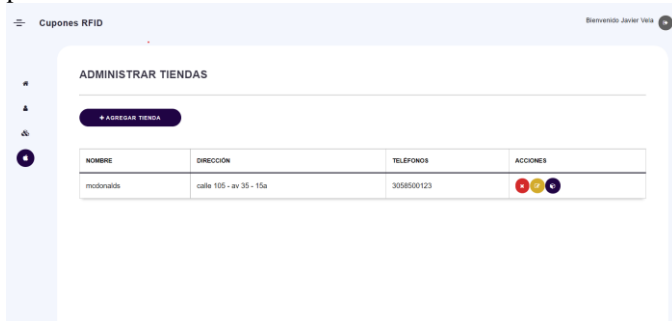 Cupones RFID
Bienvenido Javier Vela
ADMINISTRAR TIENDAS
+ AGREGAR TIENDA
NOMBRE DIRECCIÓN TELÉFONOS ACCIONES
mcdonalds calle 105 - av 35 - 15a 3058500123